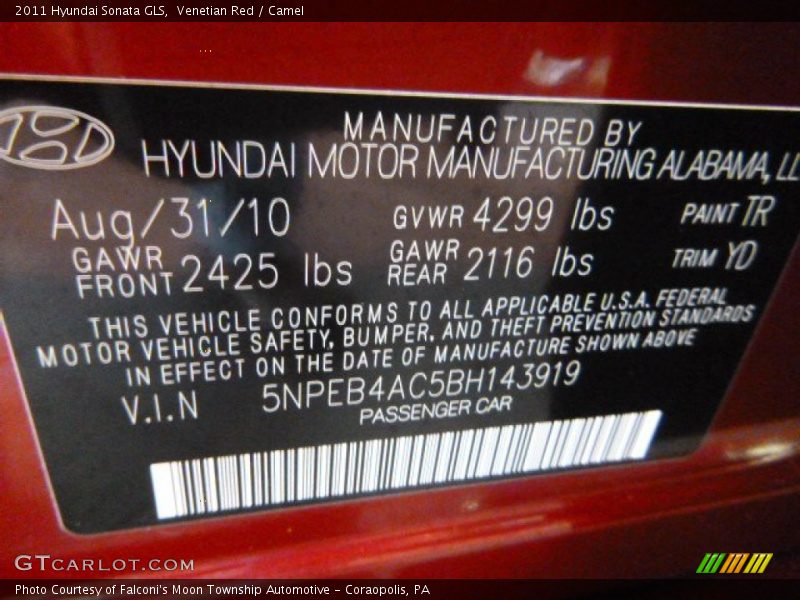 2011 Hyundai Sonata GLS, Venetian Red / Camel
MANUFACTURED BY
HYUNDAI MOTOR MANUFACTURING ALABAMA, LL
Aug/31/10 GVWR 4299 lbs PAINT TR
GAWR FRONT 2425 lbs GAWR REAR 2116 lbs TRIM YD
THIS VEHICLE CONFORMS TO ALL APPLICABLE U.S.A. FEDERAL
MOTOR VEHICLE SAFETY, BUMPER, AND THEFT PREVENTION STANDARDS
IN EFFECT ON THE DATE OF MANUFACTURE SHOWN ABOVE
V.I.N 5NPEB4AC5BH143919
PASSENGER CAR
GTCARLOT.COM
Photo Courtesy of Falconi's Moon Township Automotive - Coraopolis, PA